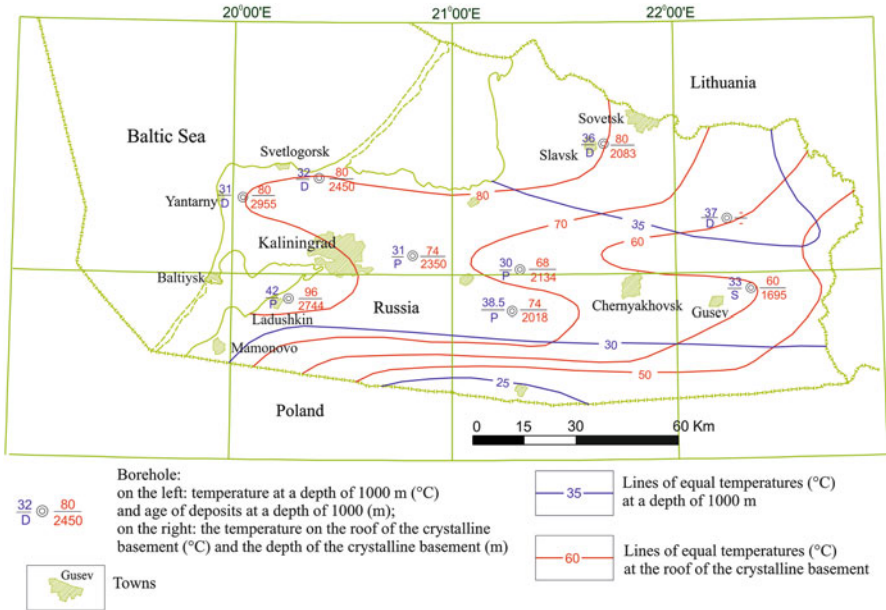 20°00'E
21°00'E
22°00'E
Lithuania
Baltic Sea
Sovetsk
36
D
80
2083
Slavsk
Svetlogorsk
32
D
80
2450
31
D
80
2955
Yantarny
80
35
70
37
D
60
Kaliningrad
31
P
74
2350
30
P
68
2134
Baltiysk
42
P
96
2744
Russia
38.5
P
74
2018
Chernyakhovsk
33
S
60
1695
Gusev
Ladushkin
Mamonovo
30
50
25
Poland
0 15 30 60 Km
Borehole:
on the left: temperature at a depth of 1000 m (°C)
and age of deposits at a depth of 1000 (m);
on the right: the temperature on the roof of the crystalline
basement (°C) and the depth of the crystalline basement (m)
32
D
80
2450
Gusev
Towns
35
Lines of equal temperatures (°C)
at a depth of 1000 m
60
Lines of equal temperatures (°C)
at the roof of the crystalline basement